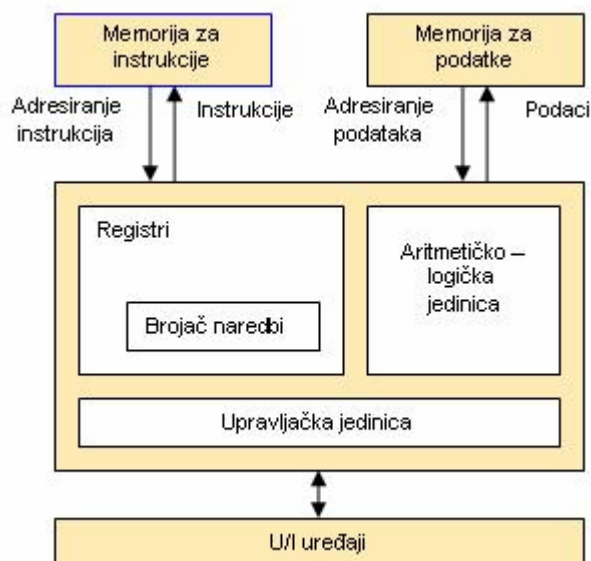 Memorija za
instrukcije
Memorija za
podatke
Adresiranje
instrukcija
Instrukcije
Adresiranje
podataka
Podaci
Registri
Brojač naredbi
Aritmetičko –
logička
jedinica
Upravljačka jedinica
U/I uređaji